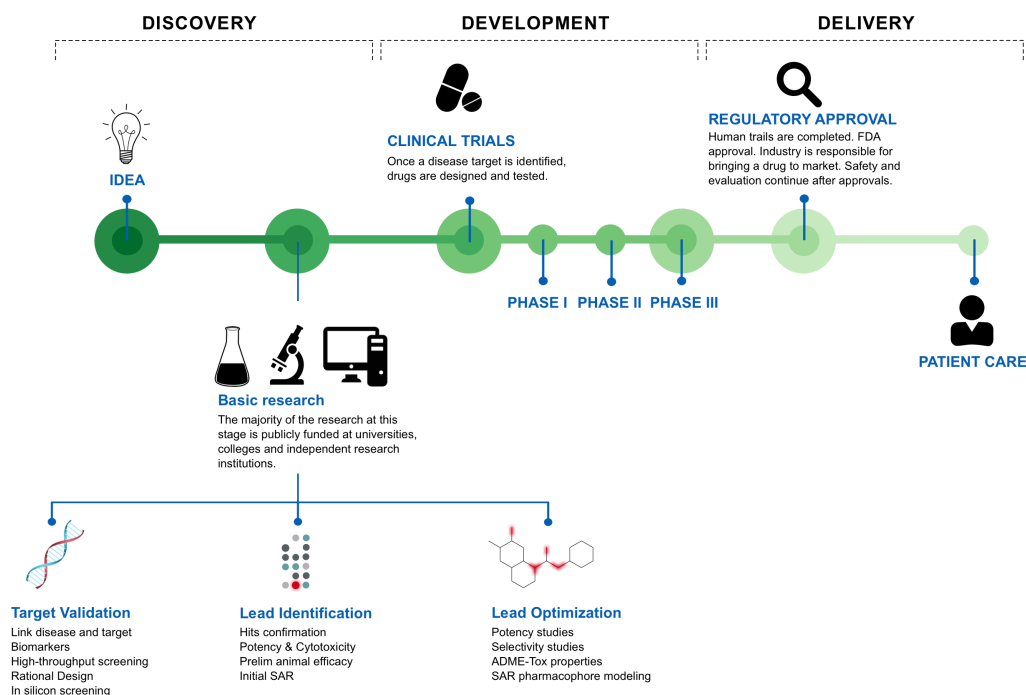 DISCOVERY
DEVELOPMENT
DELIVERY
IDEA
CLINICAL TRIALS
Once a disease target is identified,
drugs are designed and tested.
REGULATORY APPROVAL
Human trails are completed. FDA
approval. Industry is responsible for
bringing a drug to market. Safety and
evaluation continue after approvals.
PHASE I
PHASE II
PHASE III
PATIENT CARE
Basic research
The majority of the research at this
stage is publicly funded at universities,
colleges and independent research
institutions.
Target Validation
Link disease and target
Biomarkers
High-throughput screening
Rational Design
In silicon screening
Lead Identification
Hits confirmation
Potency & Cytotoxicity
Prelim animal efficacy
Initial SAR
Lead Optimization
Potency studies
Selectivity studies
ADME-Tox properties
SAR pharmacophore modeling